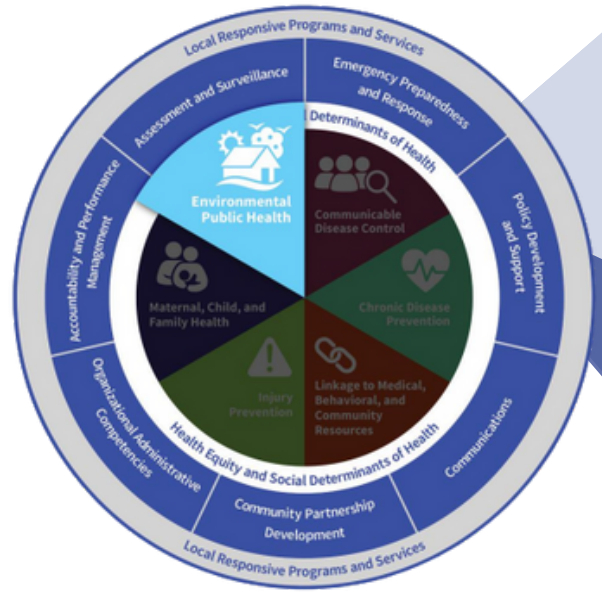 Local Responsive Programs and Services
Assessment and Surveillance
Emergency Preparedness
and Response
l Determinants of Health
Environmental
Public Health
Communicable
Disease Control
Accountability and Performance
Management
Policy Development
and Support
Maternal, Child, and
Family Health
Chronic Disease
Prevention
Injury
Prevention
Linkage to Medical,
Behavioral, and
Community
Resources
Organizational Administrative
Competencies
Health Equity and Social Determinants of Health
Communications
Community Partnership
Development
Local Responsive Programs and Services